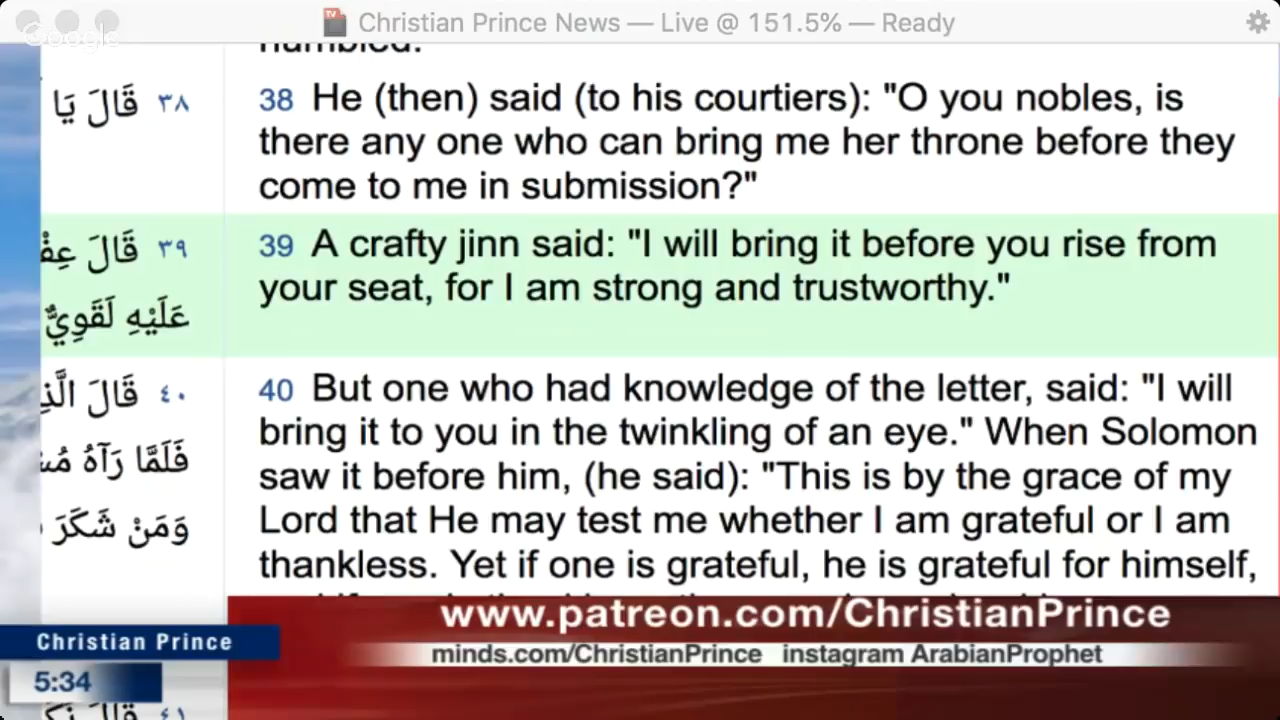 Christian Prince News — Live @ 151.5% — Ready
Google
TV
humbled.
٣٨ قَالَ يَا
38 He (then) said (to his courtiers): "O you nobles, is
there any one who can bring me her throne before they
come to me in submission?"
٣٩ قَالَ
39 A crafty jinn said: "I will bring it before you rise from
your seat, for I am strong and trustworthy."
عَلَيْهِ لَقَوِيٌّ
٤٠ قَالَ
40 But one who had knowledge of the letter, said: "I will
bring it to you in the twinkling of an eye." When Solomon
فَلَمَّا رَآهُ
saw it before him, (he said): "This is by the grace of my
Lord that He may test me whether I am grateful or I am
وَمَنْ شَكَرَ
thankless. Yet if one is grateful, he is grateful for himself,
www.patreon.com/ChristianPrince
Christian Prince
minds.com/ChristianPrince instagram ArabianProphet
5:34
٤١ قَالَ